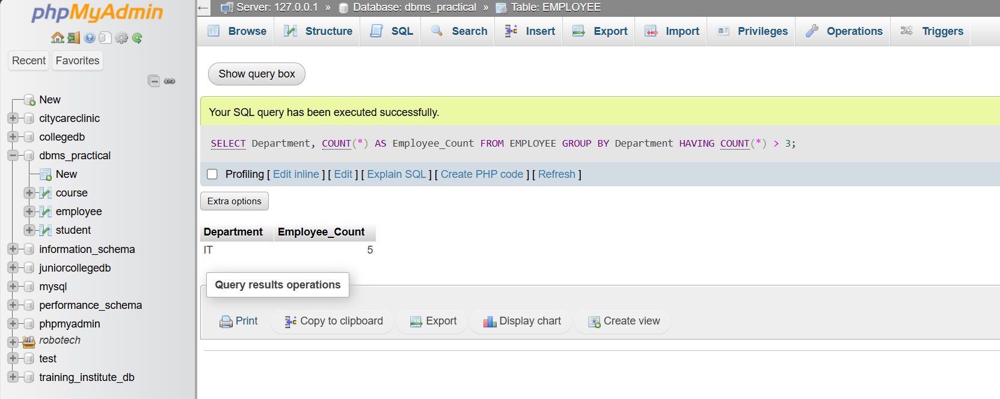 phpMyAdmin
Recent Favorites
New
citycareclinic
collegedb
dbms_practical
New
course
employee
student
information_schema
juniorcollegedb
mysql
performance_schema
phpmyadmin
robotech
test
training_institute_db
Server: 127.0.0.1 » Database: dbms_practical » Table: EMPLOYEE
Browse Structure SQL Search Insert Export Import Privileges Operations Triggers
Show query box
Your SQL query has been executed successfully.
SELECT Department, COUNT(*) AS Employee_Count FROM EMPLOYEE GROUP BY Department HAVING COUNT(*) > 3;
Profiling [ Edit inline ] [ Edit ] [ Explain SQL ] [ Create PHP code ] [ Refresh ]
Extra options
Department Employee_Count
IT 5
Query results operations
Print Copy to clipboard Export Display chart Create view